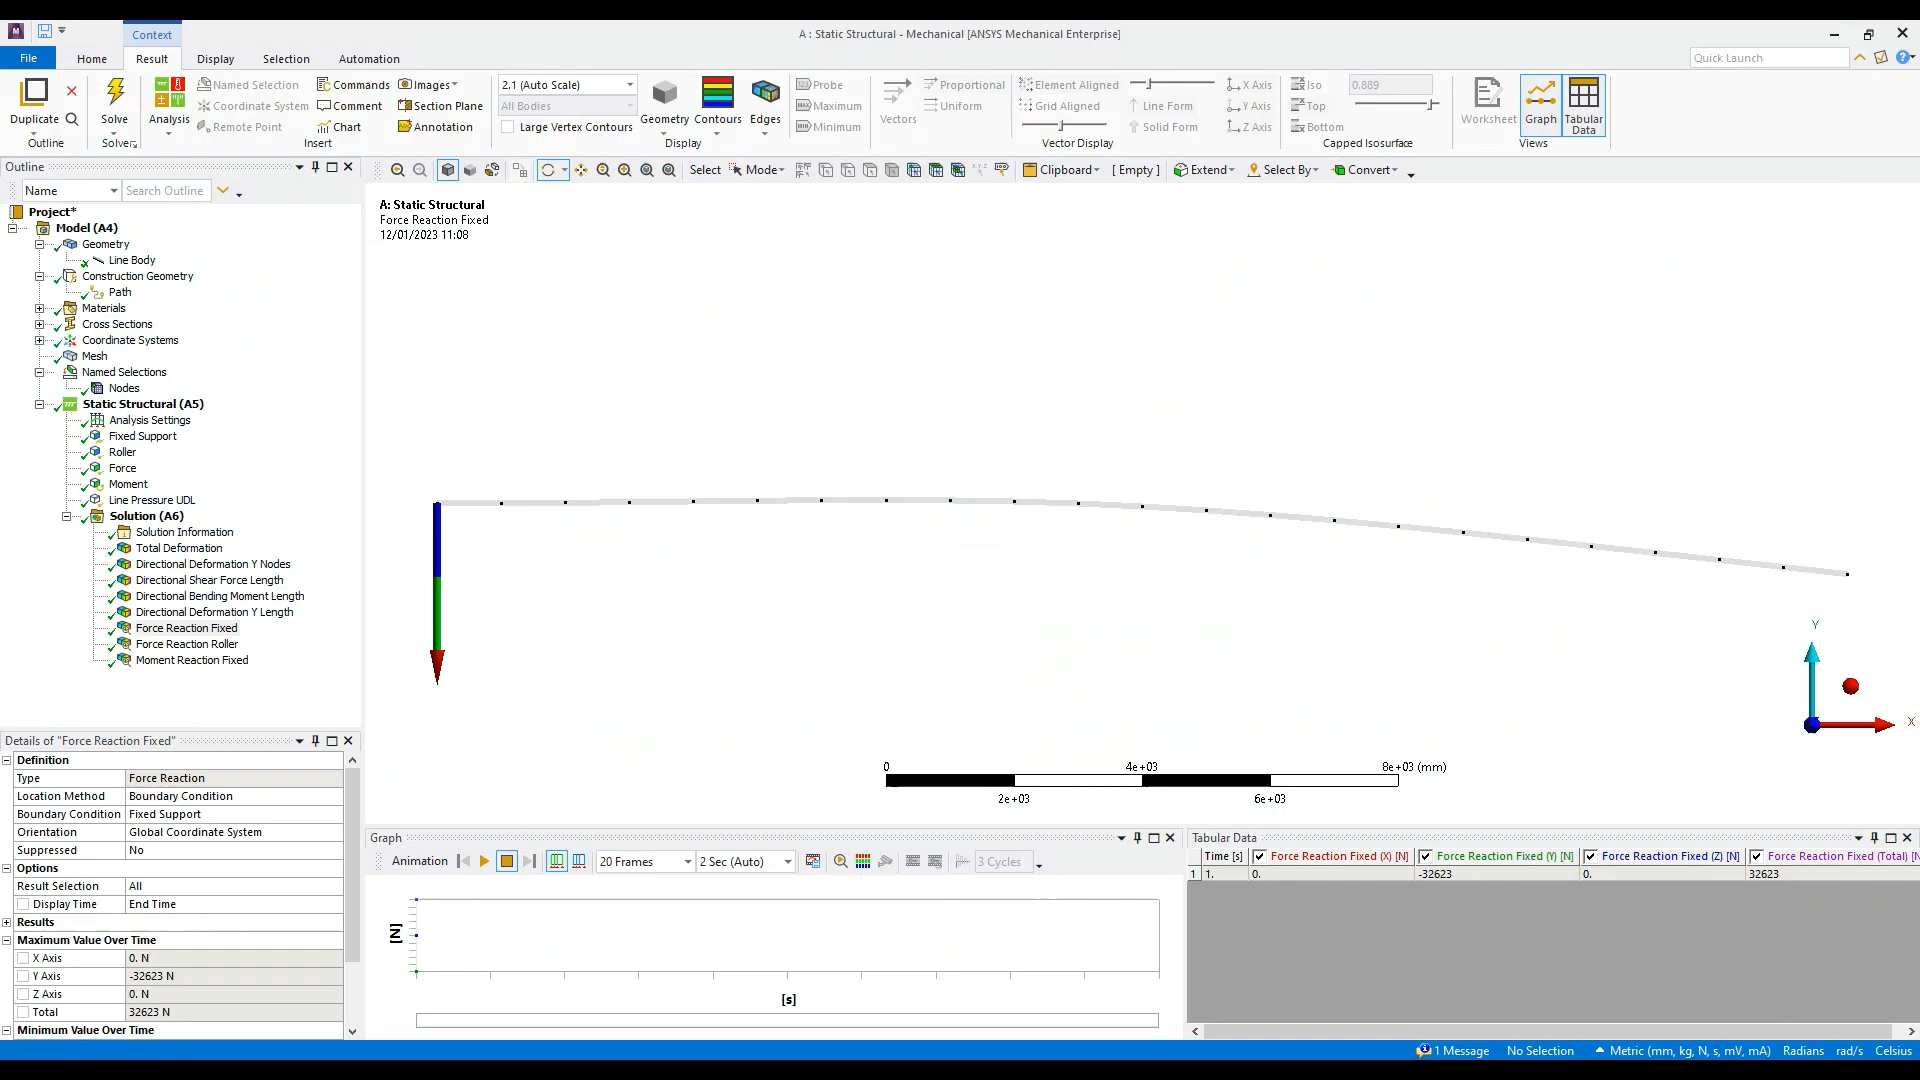 Context
A : Static Structural - Mechanical [ANSYS Mechanical Enterprise]
File Home Result Display Selection Automation
Quick Launch
Duplicate
Outline
Solve
Solver
Analysis
Named Selection
Coordinate System
Remote Point
Commands
Comment
Chart
Images
Section Plane
Annotation
Insert
2.1 (Auto Scale)
All Bodies
Large Vertex Contours
Geometry
Contours
Edges
Display
Probe
Maximum
Minimum
Vectors
Proportional
Uniform
Element Aligned
Grid Aligned
Line Form
Solid Form
X Axis
Y Axis
Z Axis
Vector Display
Iso
Top
Bottom
0.889
Capped Isosurface
Worksheet
Graph
Tabular
Data
Views
Outline
Name Search Outline
Select Mode Clipboard [ Empty ] Extend Select By Convert
Project*
Model (A4)
Geometry
Line Body
Construction Geometry
Path
Materials
Cross Sections
Coordinate Systems
Mesh
Named Selections
Nodes
Static Structural (A5)
Analysis Settings
Fixed Support
Roller
Force
Moment
Line Pressure UDL
Solution (A6)
Solution Information
Total Deformation
Directional Deformation Y Nodes
Directional Shear Force Length
Directional Bending Moment Length
Directional Deformation Y Length
Force Reaction Fixed
Force Reaction Roller
Moment Reaction Fixed
A: Static Structural
Force Reaction Fixed
12/01/2023 11:08
Y
X
0 4e+03 8e+03 (mm)
2e+03 6e+03
Details of "Force Reaction Fixed"
Definition
Type Force Reaction
Location Method Boundary Condition
Boundary Condition Fixed Support
Orientation Global Coordinate System
Suppressed No
Options
Result Selection All
Display Time End Time
Results
Maximum Value Over Time
X Axis 0. N
Y Axis -32623 N
Z Axis 0. N
Total 32623 N
Minimum Value Over Time
Graph
Animation 20 Frames 2 Sec (Auto) 3 Cycles
[N]
[s]
Tabular Data
Time [s] Force Reaction Fixed (X) [N] Force Reaction Fixed (Y) [N] Force Reaction Fixed (Z) [N] Force Reaction Fixed (Total) [N
1 1. 0. -32623 0. 32623
1 Message No Selection Metric (mm, kg, N, s, mV, mA) Radians rad/s Celsius